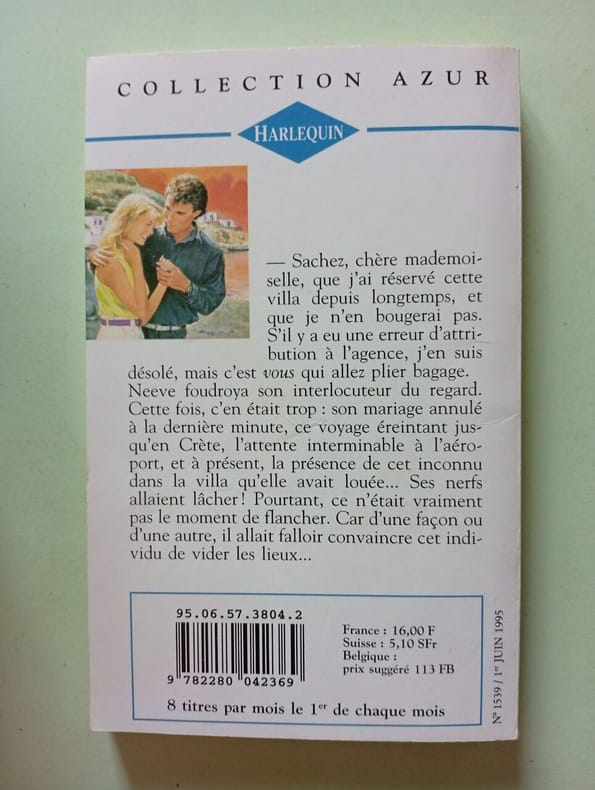 COLLECTION AZUR
HARLEQUIN
— Sachez, chère mademoi-
selle, que j'ai réservé cette
villa depuis longtemps, et
que je n'en bougerai pas.
S'il y a eu une erreur d'attri-
bution à l'agence, j'en suis
désolé, mais c'est vous qui allez plier bagage.
Neeve foudroya son interlocuteur du regard.
Cette fois, c'en était trop : son mariage annulé
à la dernière minute, ce voyage éreintant jus-
qu'en Crète, l'attente interminable à l'aéro-
port, et à présent, la présence de cet inconnu
dans la villa qu'elle avait louée... Ses nerfs
allaient lâcher ! Pourtant, ce n'était vraiment
pas le moment de flancher. Car d'une façon ou
d'une autre, il allait falloir convaincre cet indi-
vidu de vider les lieux...
95.06.57.3804.2
9 782280 042369
France : 16,00 F
Suisse : 5,10 SFr
Belgique :
prix suggéré 113 FB
8 titres par mois le 1er de chaque mois
N° 1539 / 1er JUIN 1995